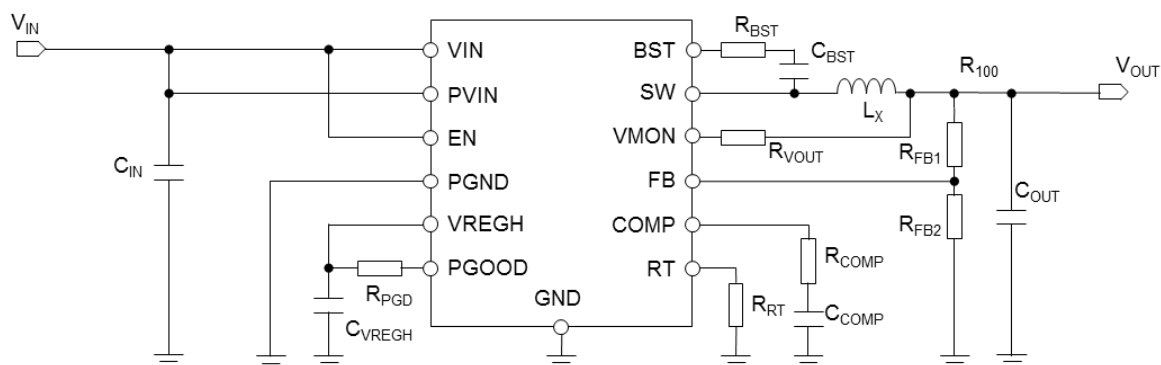 VIN
VIN
PVIN
EN
PGND
VREGH
PGOOD
GND
BST
SW
VMON
FB
COMP
RT
CIN
RPGD
CVREGH
RBST
CBST
LX
R100
VOUT
RVOUT
RFB1
RFB2
COUT
RCOMP
CCOMP
RRT